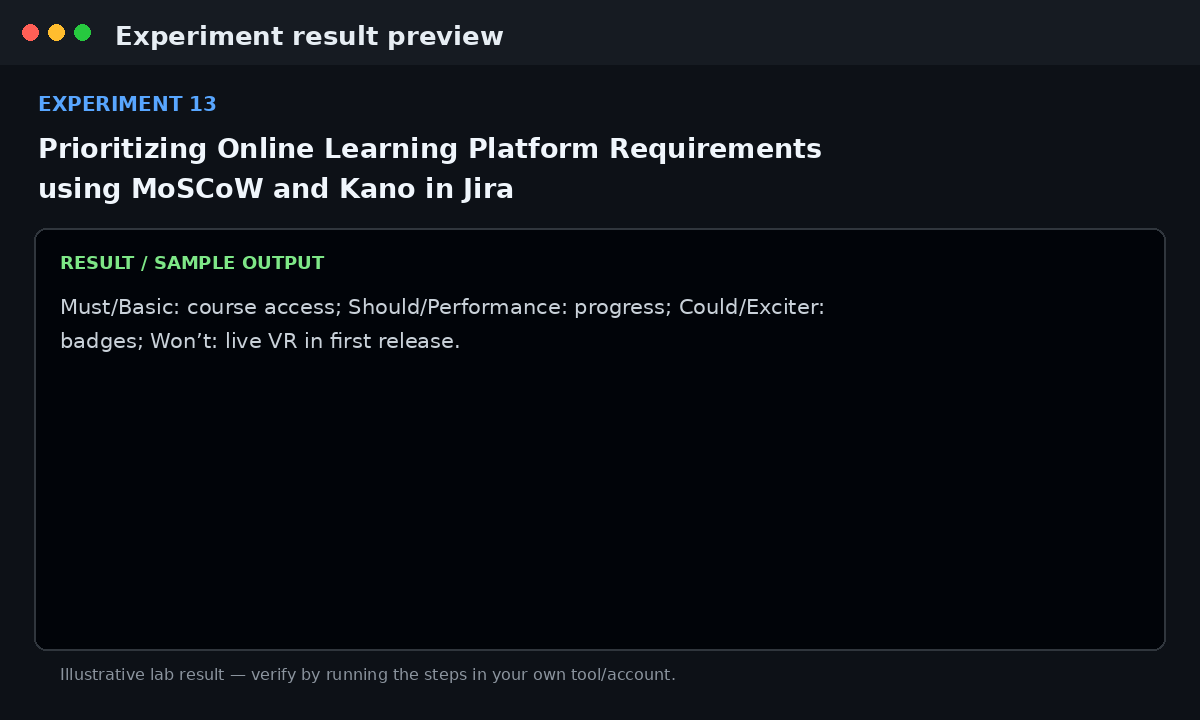 Experiment result preview
EXPERIMENT 13
Prioritizing Online Learning Platform Requirements
using MoSCoW and Kano in Jira
RESULT / SAMPLE OUTPUT
Must/Basic: course access; Should/Performance: progress; Could/Exciter:
badges; Won’t: live VR in first release.
Illustrative lab result — verify by running the steps in your own tool/account.